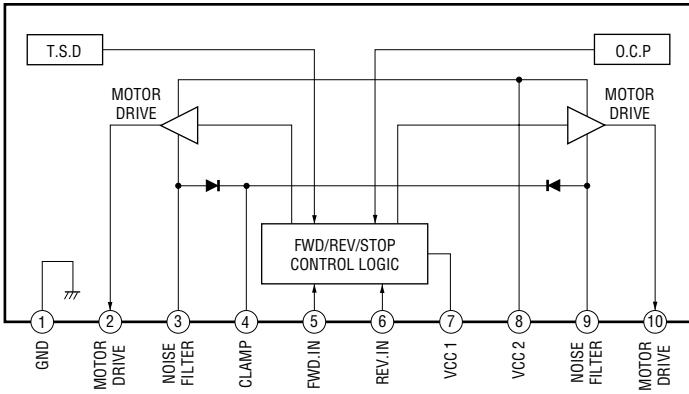 T.S.D
O.C.P
MOTOR
DRIVE
MOTOR
DRIVE
FWD/REV/STOP
CONTROL LOGIC
1
2
3
4
5
6
7
8
9
10
GND
MOTOR
DRIVE
NOISE
FILTER
CLAMP
FWD.IN
REV.IN
VCC 1
VCC 2
NOISE
FILTER
MOTOR
DRIVE